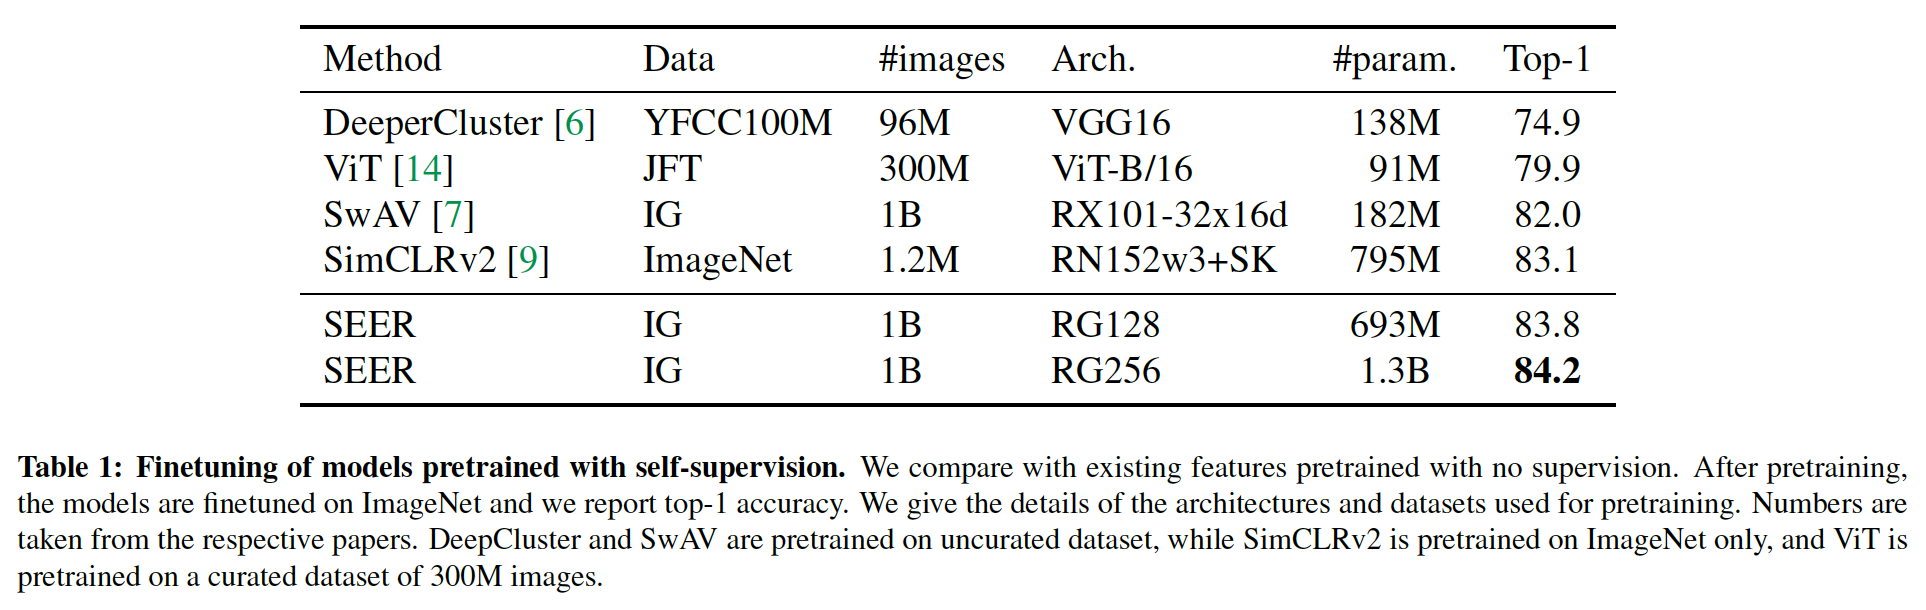 Method Data #images Arch. #param. Top-1
DeeperCluster [6] YFCC100M 96M VGG16 138M 74.9
ViT [14] JFT 300M ViT-B/16 91M 79.9
SwAV [7] IG 1B RX101-32x16d 182M 82.0
SimCLRv2 [9] ImageNet 1.2M RN152w3+SK 795M 83.1
SEER IG 1B RG128 693M 83.8
SEER IG 1B RG256 1.3B 84.2
Table 1: Finetuning of models pretrained with self-supervision. We compare with existing features pretrained with no supervision. After pretraining,
the models are finetuned on ImageNet and we report top-1 accuracy. We give the details of the architectures and datasets used for pretraining. Numbers are
taken from the respective papers. DeepCluster and SwAV are pretrained on uncurated dataset, while SimCLRv2 is pretrained on ImageNet only, and ViT is
pretrained on a curated dataset of 300M images.